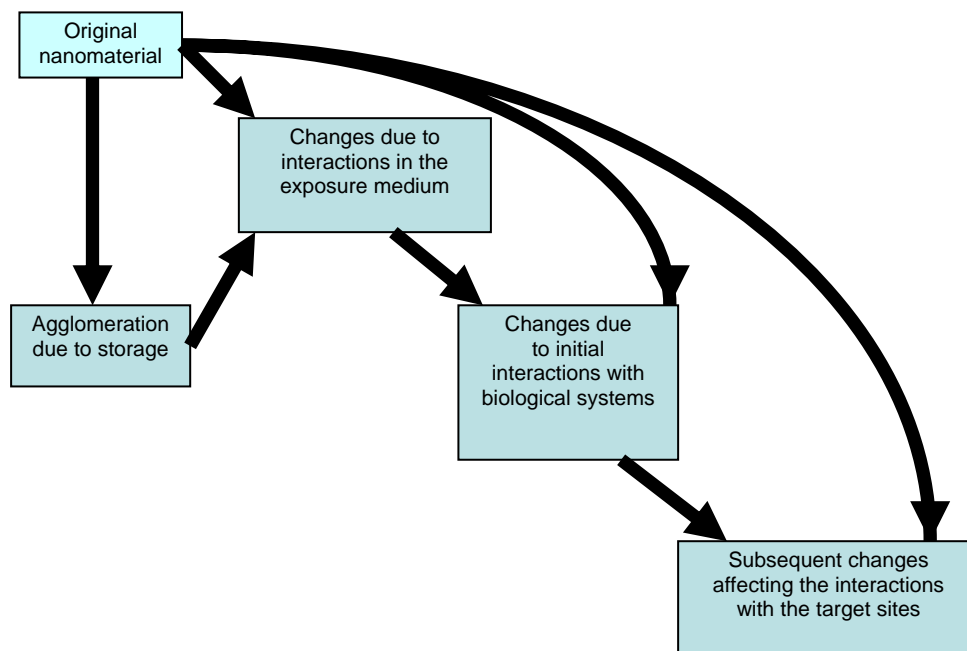 Original
nanomaterial
Changes due to
interactions in the
exposure medium
Agglomeration
due to storage
Changes due
to initial
interactions with
biological systems
Subsequent changes
affecting the interactions
with the target sites